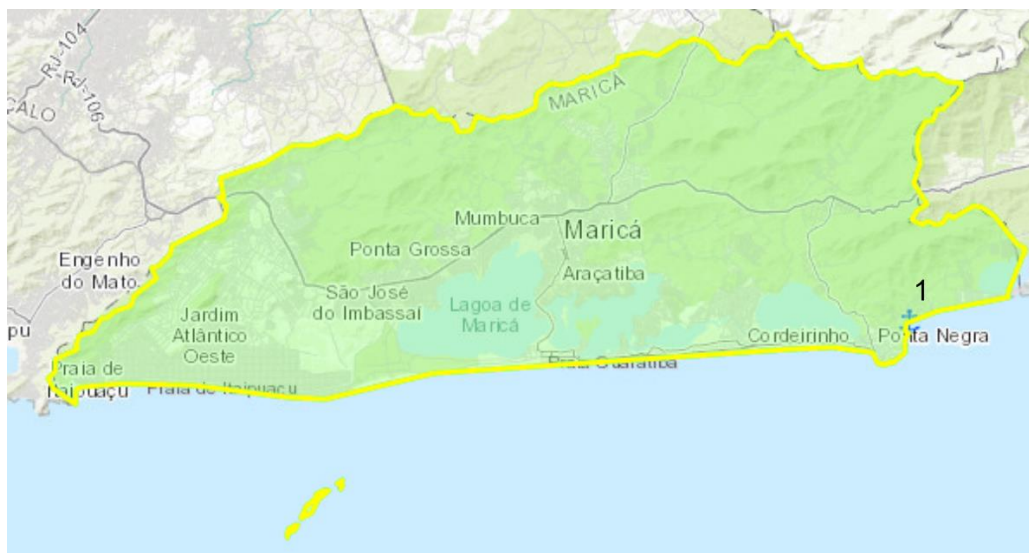 RJ-104
RJ-106
ÇALO
MARICÁ
Mumbuca
Maricá
Ponta Grossa
Engenho
do Mato
Araçatiba
São José
do Imbassaí
Lagoa de
Maricá
Jardim
Atlântico
Oeste
1
ipu
Cordeirinho
Ponta Negra
Praia de
Itaipuaçu
Praia de Itaipuaçu
Praia Guaratiba